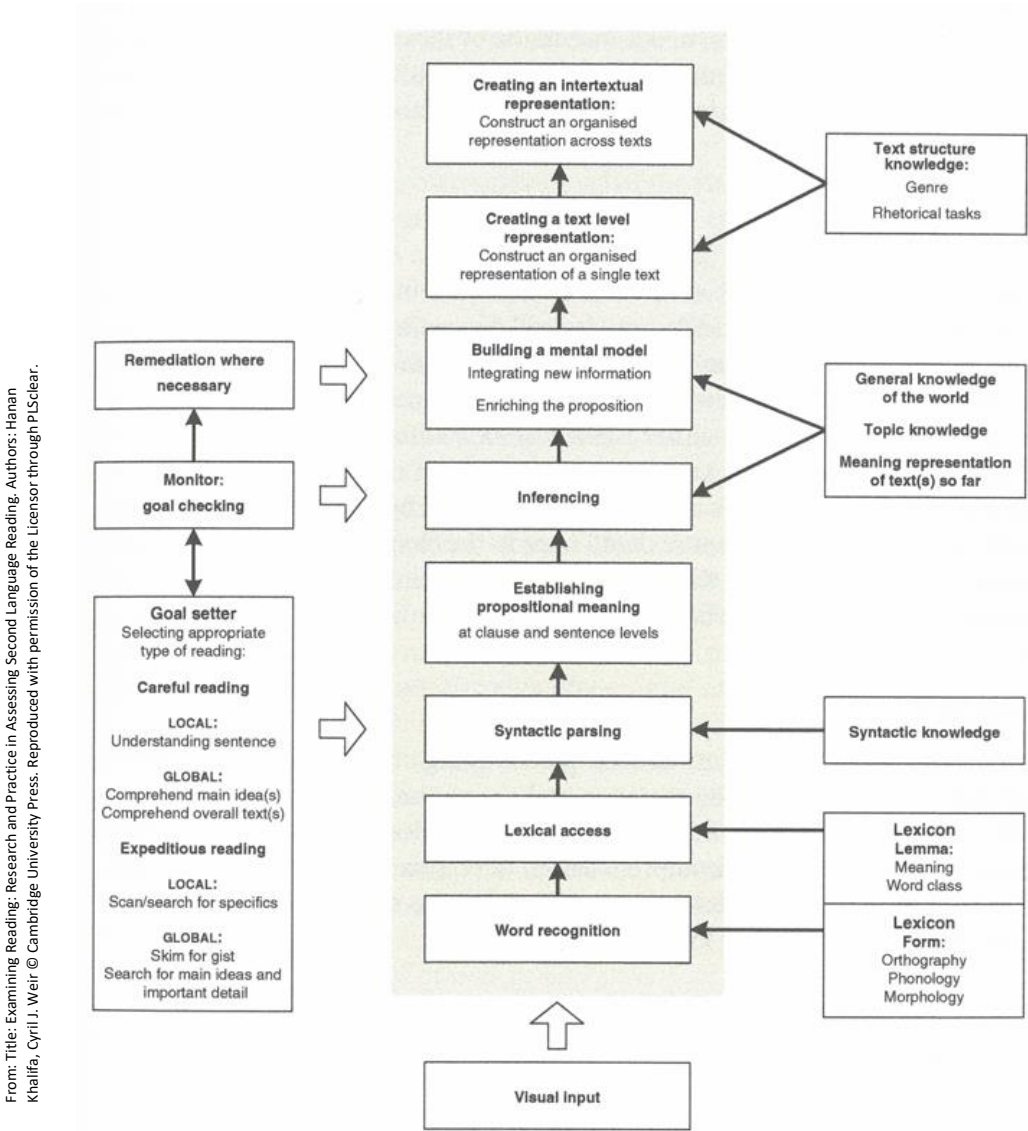 From: Title: Examining Reading: Research and Practice in Assessing Second Language Reading. Authors: Hanan
Khalifa, Cyril J. Weir © Cambridge University Press. Reproduced with permission of the Licensor through PLSclear.
Remediation where
necessary
Monitor:
goal checking
Goal setter
Selecting appropriate
type of reading:
Careful reading
LOCAL:
Understanding sentence
GLOBAL:
Comprehend main idea(s)
Comprehend overall text(s)
Expeditious reading
LOCAL:
Scan/search for specifics
GLOBAL:
Skim for gist
Search for main ideas and
important detail
Creating an intertextual
representation:
Construct an organised
representation across texts
Creating a text level
representation:
Construct an organised
representation of a single text
Building a mental model
Integrating new information
Enriching the proposition
Inferencing
Establishing
propositional meaning
at clause and sentence levels
Syntactic parsing
Lexical access
Word recognition
Visual input
Text structure
knowledge:
Genre
Rhetorical tasks
General knowledge
of the world
Topic knowledge
Meaning representation
of text(s) so far
Syntactic knowledge
Lexicon
Lemma:
Meaning
Word class
Lexicon
Form:
Orthography
Phonology
Morphology